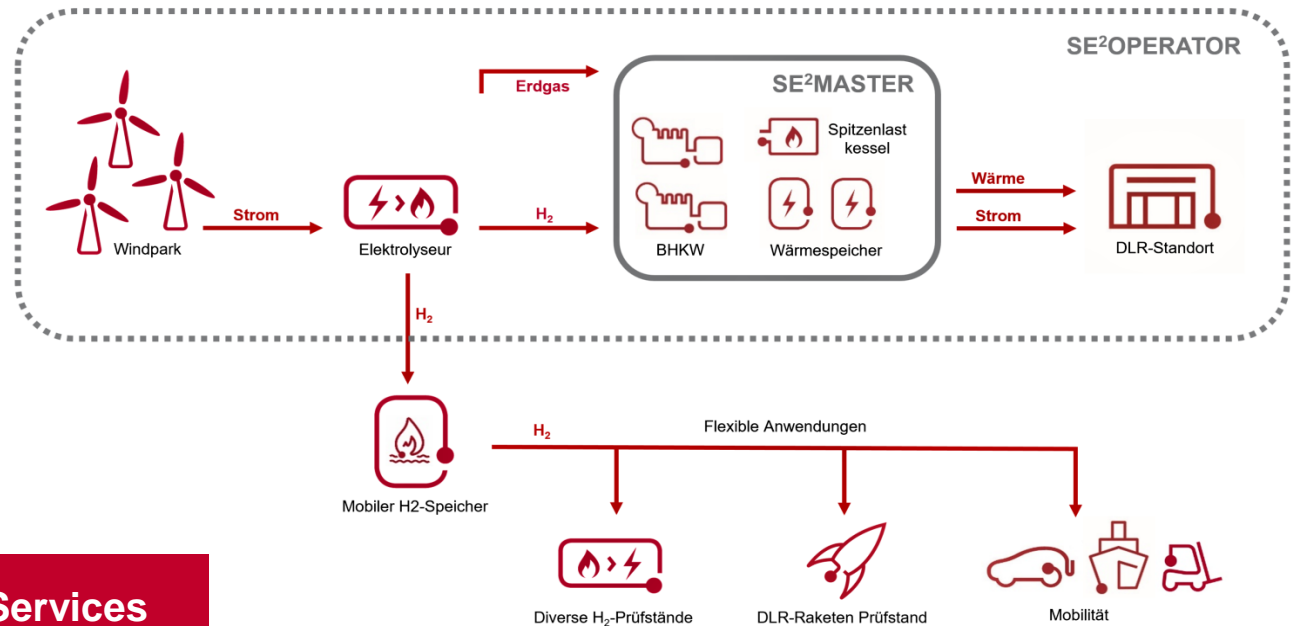 SE²OPERATOR
Erdgas
SE²MASTER
Spitzenlast
kessel
Wärme
Strom
Strom
H₂
Windpark
Elektrolyseur
BHKW
Wärmespeicher
DLR-Standort
H₂
H₂
Flexible Anwendungen
Mobiler H2-Speicher
Services
Diverse H₂-Prüfstände
DLR-Raketen Prüfstand
Mobilität